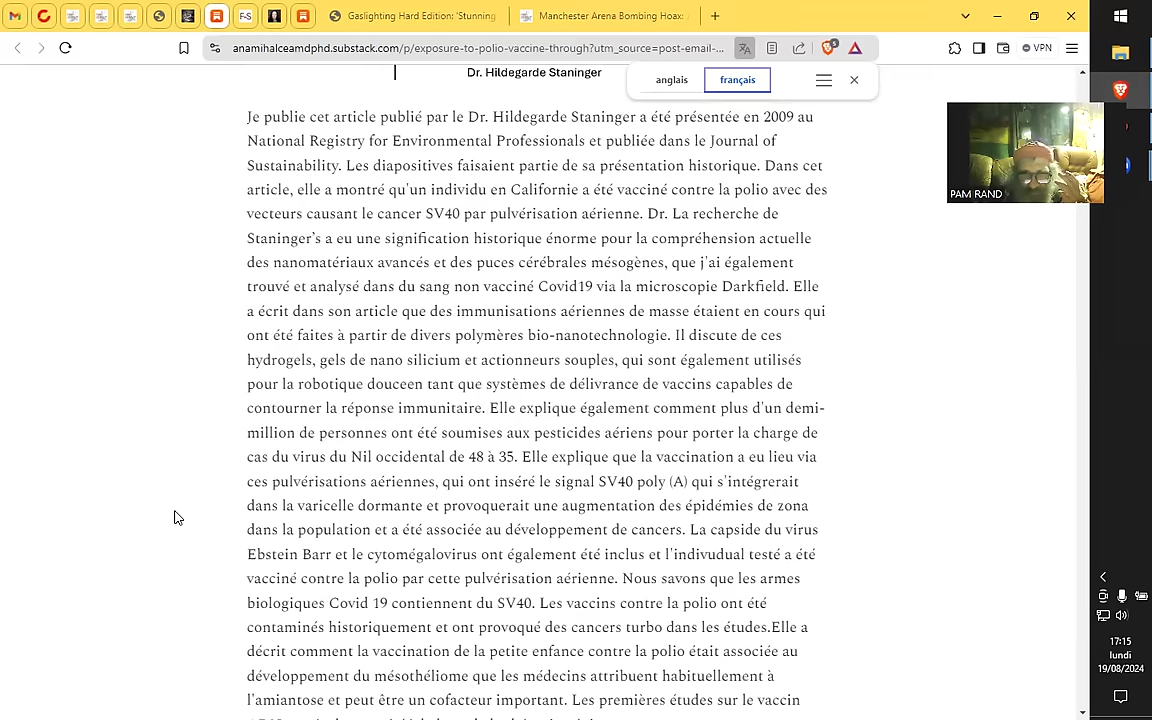 Gaslighting Hard Edition: 'Stunning
Manchester Arena Bombing Hoax:
anamihalceamdphd.substack.com/p/exposure-to-polio-vaccine-through?utm_source=post-email-...
VPN
Dr. Hildegarde Staninger
anglais
français
Je publie cet article publié par le Dr. Hildegarde Staninger a été présentée en 2009 au
National Registry for Environmental Professionals et publiée dans le Journal of
Sustainability. Les diapositives faisaient partie de sa présentation historique. Dans cet
article, elle a montré qu'un individu en Californie a été vacciné contre la polio avec des
vecteurs causant le cancer SV40 par pulvérisation aérienne. Dr. La recherche de
Staninger's a eu une signification historique énorme pour la compréhension actuelle
des nanomatériaux avancés et des puces cérébrales mésogènes, que j'ai également
trouvé et analysé dans du sang non vacciné Covid19 via la microscopie Darkfield. Elle
a écrit dans son article que des immunisations aériennes de masse étaient en cours qui
ont été faites à partir de divers polymères bio-nanotechnologie. Il discute de ces
hydrogels, gels de nano silicium et actionneurs souples, qui sont également utilisés
pour la robotique douceen tant que systèmes de délivrance de vaccins capables de
contourner la réponse immunitaire. Elle explique également comment plus d'un demi-
million de personnes ont été soumises aux pesticides aériens pour porter la charge de
cas du virus du Nil occidental de 48 à 35. Elle explique que la vaccination a eu lieu via
ces pulvérisations aériennes, qui ont inséré le signal SV40 poly (A) qui s'intégrerait
dans la varicelle dormante et provoquerait une augmentation des épidémies de zona
dans la population et a été associée au développement de cancers. La capside du virus
Ebstein Barr et le cytomégalovirus ont également été inclus et l'indivudual testé a été
vacciné contre la polio par cette pulvérisation aérienne. Nous savons que les armes
biologiques Covid 19 contiennent du SV40. Les vaccins contre la polio ont été
contaminés historiquement et ont provoqué des cancers turbo dans les études.Elle a
décrit comment la vaccination de la petite enfance contre la polio était associée au
développement du mésothéliome que les médecins attribuent habituellement à
l'amiantose et peut être un cofacteur important. Les premières études sur le vaccin
PAM RAND
17:15
lundi
19/08/2024